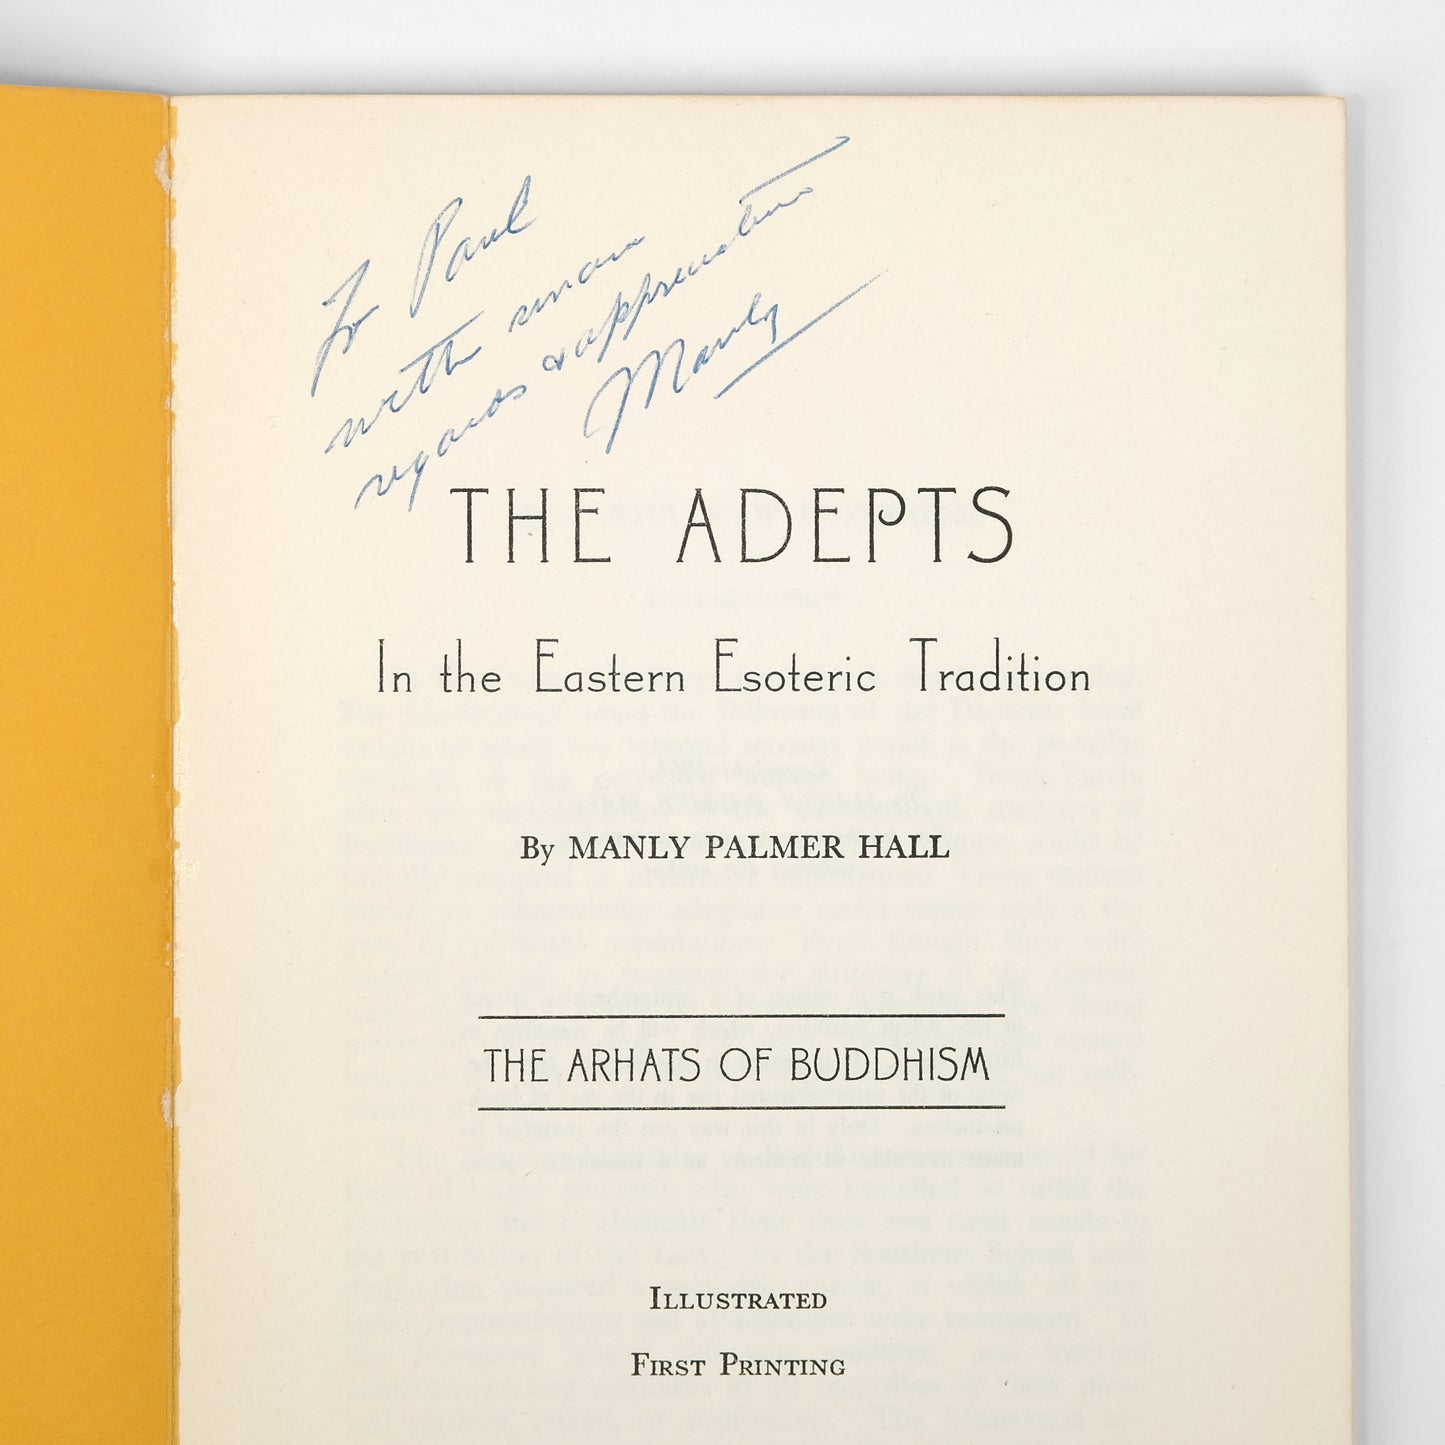 To Paul
with sincere
regards & appreciation
Manly
THE ADEPTS
In the Eastern Esoteric Tradition
By MANLY PALMER HALL
THE ARHATS OF BUDDHISM
ILLUSTRATED
FIRST PRINTING